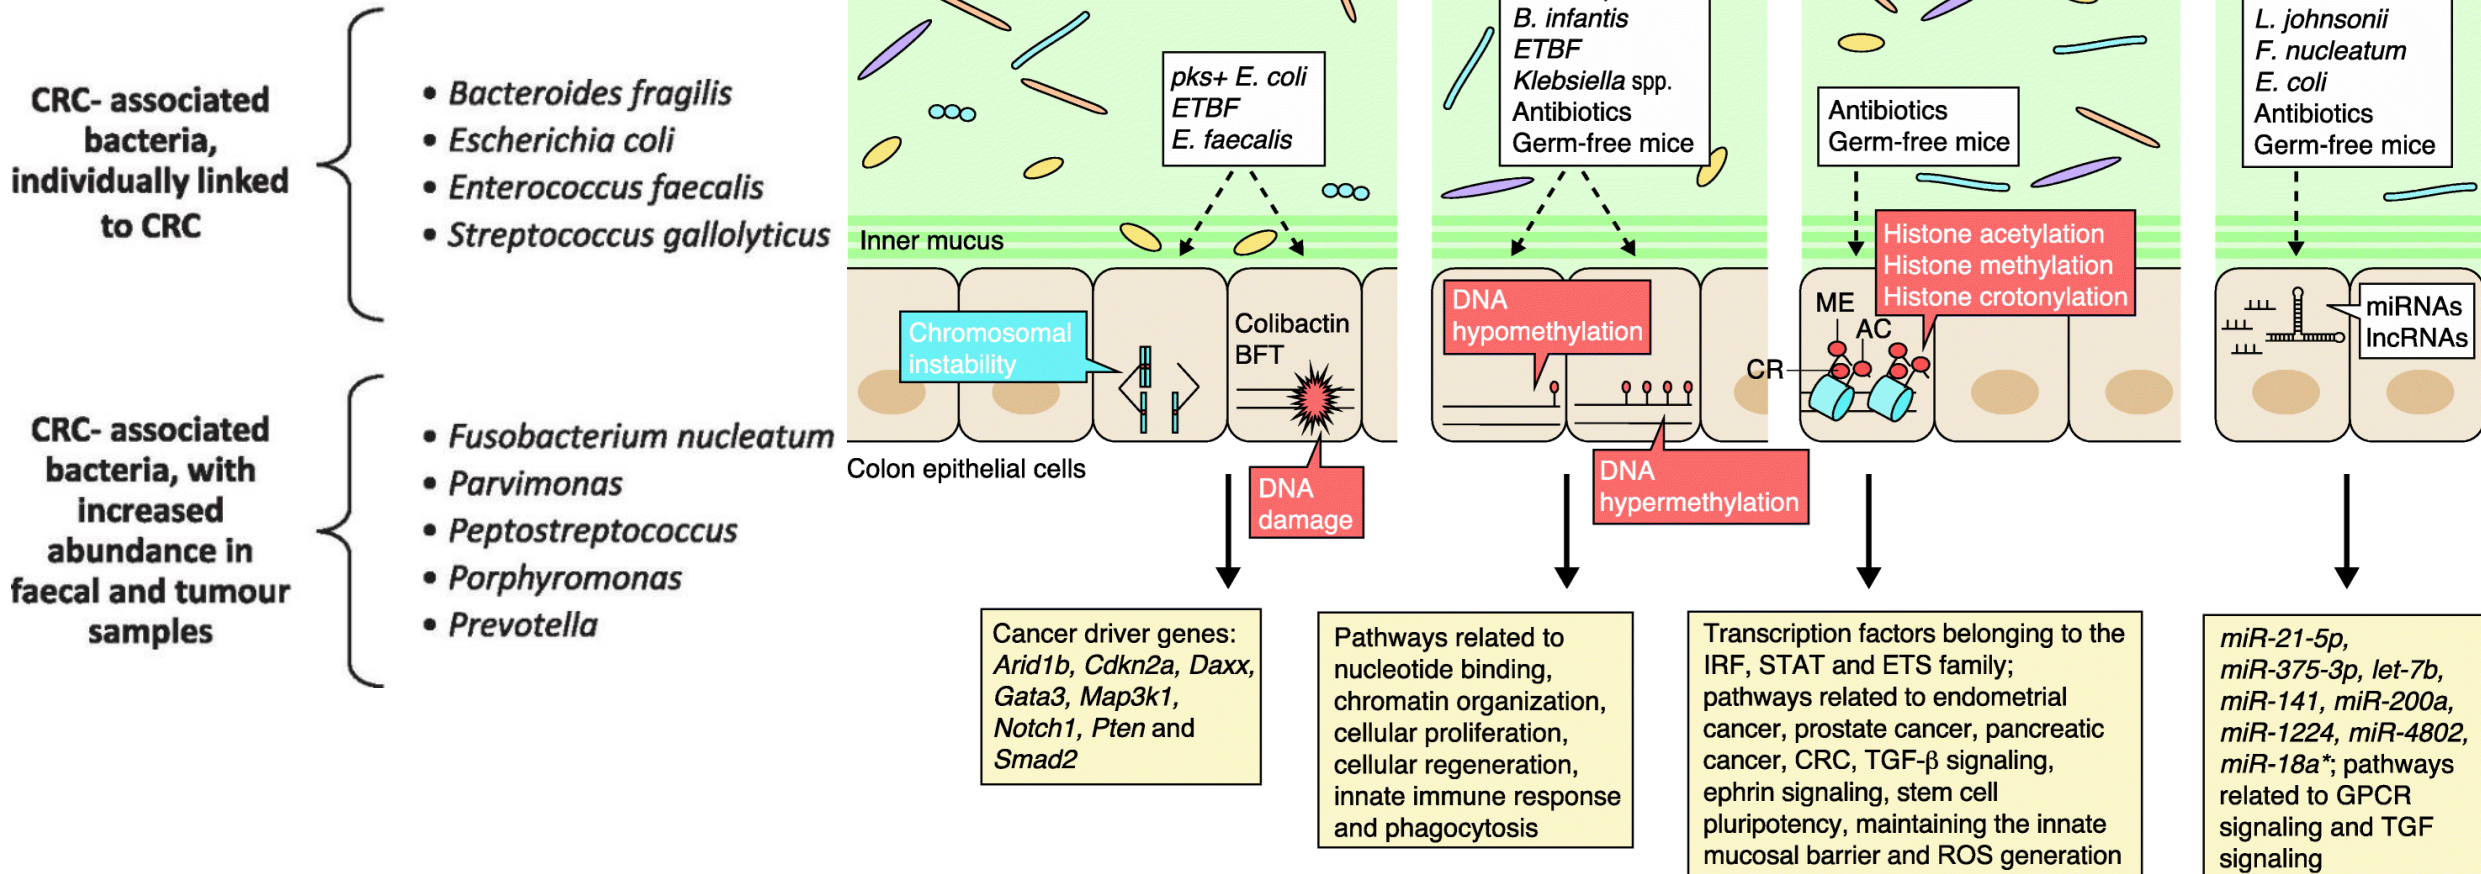 CRC- associated
bacteria,
individually linked
to CRC
• Bacteroides fragilis
• Escherichia coli
• Enterococcus faecalis
• Streptococcus gallolyticus
CRC- associated
bacteria, with
increased
abundance in
faecal and tumour
samples
• Fusobacterium nucleatum
• Parvimonas
• Peptostreptococcus
• Porphyromonas
• Prevotella
pks+ E. coli
ETBF
E. faecalis
Inner mucus
Chromosomal
instability
Colibactin
BFT
Colon epithelial cells
DNA
damage
Cancer driver genes:
Arid1b, Cdkn2a, Daxx,
Gata3, Map3k1,
Notch1, Pten and
Smad2
B. infantis
ETBF
Klebsiella spp.
Antibiotics
Germ-free mice
DNA
hypomethylation
DNA
hypermethylation
Pathways related to
nucleotide binding,
chromatin organization,
cellular proliferation,
cellular regeneration,
innate immune response
and phagocytosis
Antibiotics
Germ-free mice
Histone acetylation
Histone methylation
Histone crotonylation
ME
AC
CR
Transcription factors belonging to the
IRF, STAT and ETS family;
pathways related to endometrial
cancer, prostate cancer, pancreatic
cancer, CRC, TGF-β signaling,
ephrin signaling, stem cell
pluripotency, maintaining the innate
mucosal barrier and ROS generation
L. johnsonii
F. nucleatum
E. coli
Antibiotics
Germ-free mice
miRNAs
lncRNAs
miR-21-5p,
miR-375-3p, let-7b,
miR-141, miR-200a,
miR-1224, miR-4802,
miR-18a*; pathways
related to GPCR
signaling and TGF
signaling